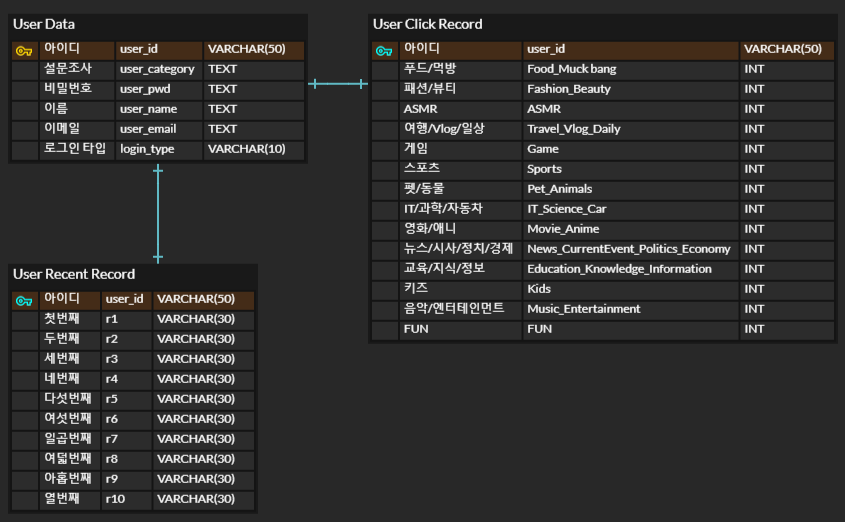 User Data
아이디 user_id VARCHAR(50)
설문조사 user_category TEXT
비밀번호 user_pwd TEXT
이름 user_name TEXT
이메일 user_email TEXT
로그인 타입 login_type VARCHAR(10)
User Click Record
아이디 user_id VARCHAR(50)
푸드/먹방 Food_Muckbang INT
패션/뷰티 Fashion_Beauty INT
ASMR ASMR INT
여행/Vlog/일상 Travel_Vlog_Daily INT
게임 Game INT
스포츠 Sports INT
펫/동물 Pet_Animals INT
IT/과학/자동차 IT_Science_Car INT
영화/애니 Movie_Anime INT
뉴스/시사/정치/경제 News_CurrentEvent_Politics_Economy INT
교육/지식/정보 Education_Knowledge_Information INT
키즈 Kids INT
음악/엔터테인먼트 Music_Entertainment INT
FUN FUN INT
User Recent Record
아이디 user_id VARCHAR(50)
첫번째 r1 VARCHAR(30)
두번째 r2 VARCHAR(30)
세번째 r3 VARCHAR(30)
네번째 r4 VARCHAR(30)
다섯번째 r5 VARCHAR(30)
여섯번째 r6 VARCHAR(30)
일곱번째 r7 VARCHAR(30)
여덟번째 r8 VARCHAR(30)
아홉번째 r9 VARCHAR(30)
열번째 r10 VARCHAR(30)